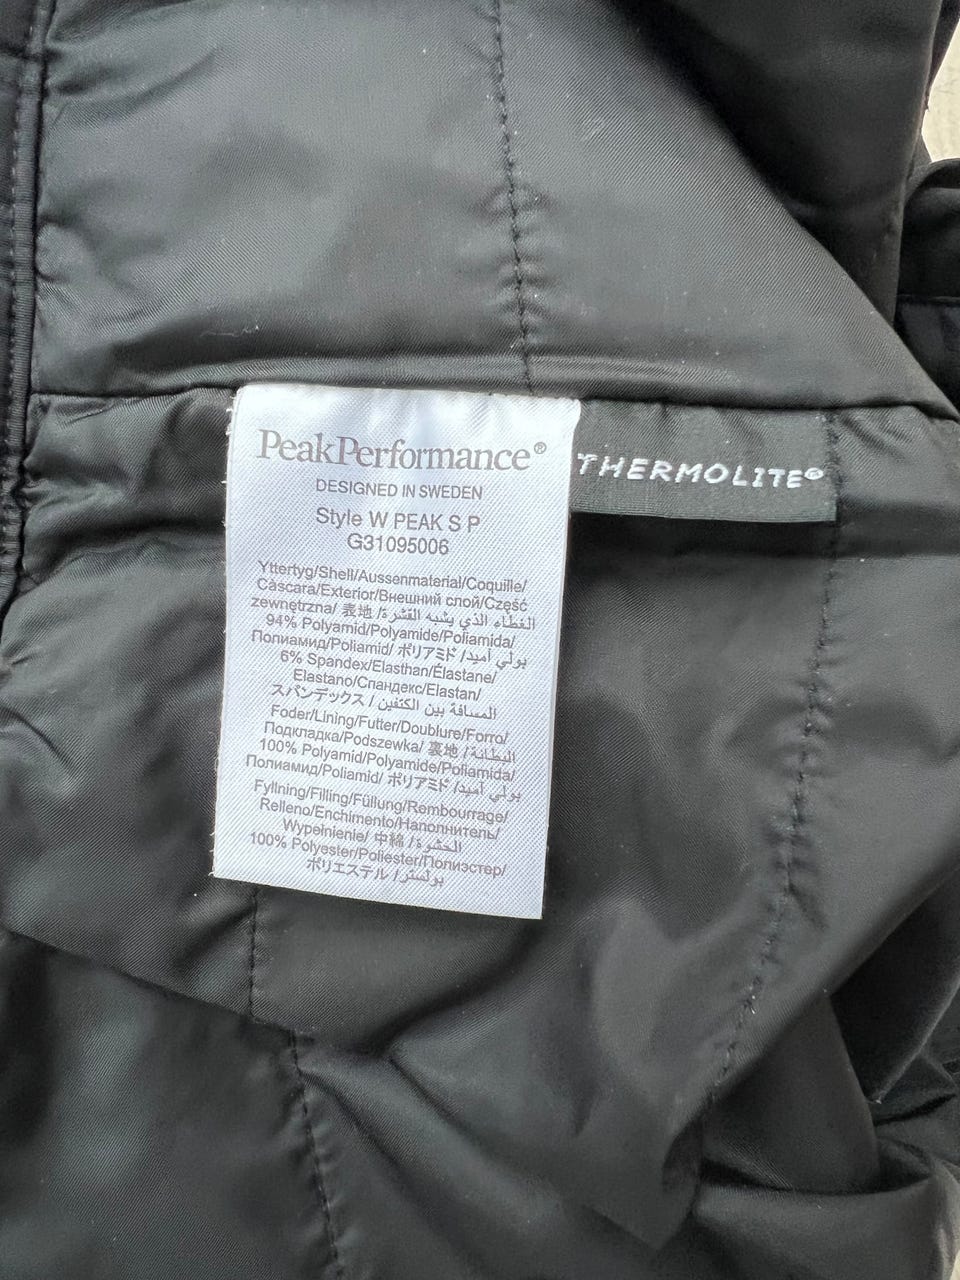 PeakPerformance®
THERMOLITE®
DESIGNED IN SWEDEN
Style W PEAK S P
G31095006
Yttertyg/Shell/Aussenmaterial/Coquille/
Càscara/Exterior/Внешний слой/Część
zewnętrzna/ 表地 /الغطاء الذي يشبه القشرة
94% Polyamid/Polyamide/Poliamida/
Полиамид/Poliamid/ ポリアミド /بولي أميد
6% Spandex/Elasthan/Élastane/
Elastano/Спандекс/Elastan/
スパンデックス / المسافة بين الكتفين
Foder/Lining/Futter/Doublure/Forro/
Подкладка/Podszewka/ 裏地 /البطانة
100% Polyamid/Polyamide/Poliamida/
Полиамид/Poliamid/ ポリアミド /بولي أميد
Fyllning/Filling/Füllung/Rembourrage/
Relleno/Enchimento/Наполнитель/
Wypełnienie/ 中綿 / الحشوة
100% Polyester/Poliester/Полиэстер/
ポリエステル /بولستر